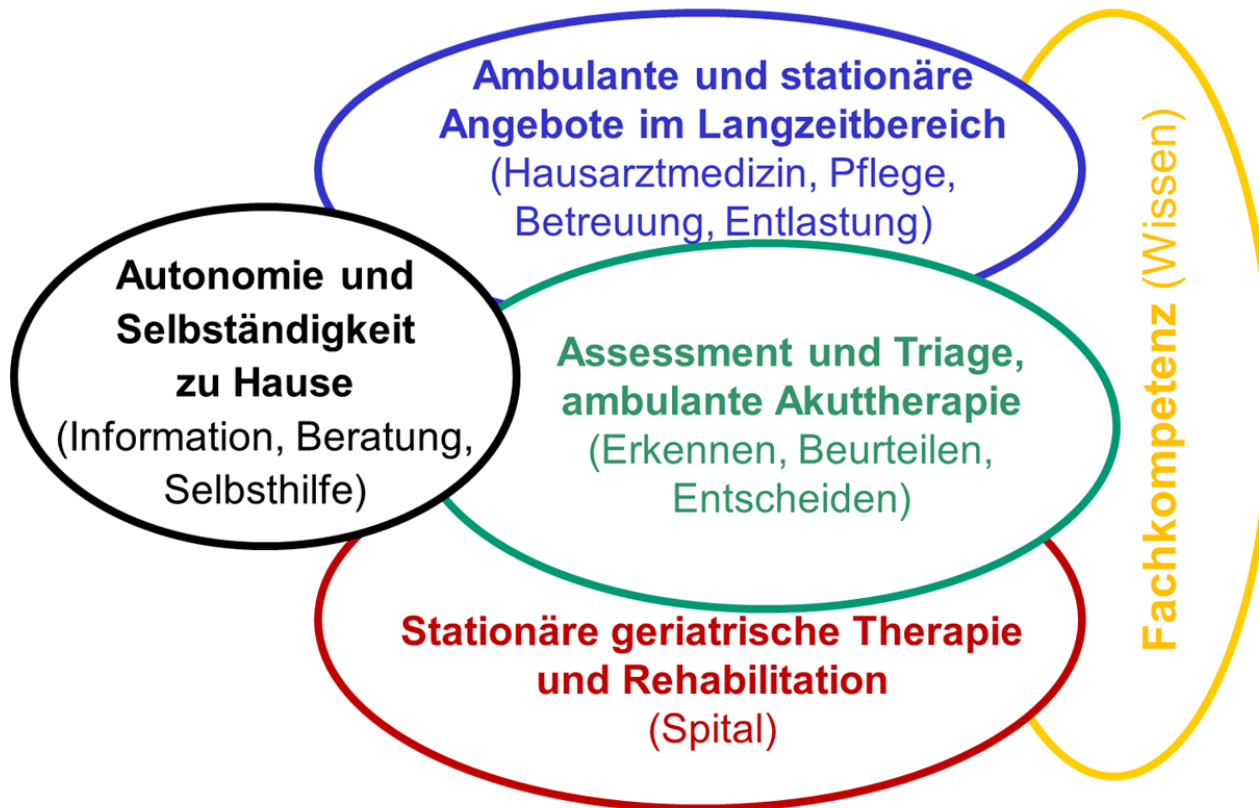 Ambulante und stationäre
Angebote im Langzeitbereich
(Hausarztmedizin, Pflege,
Betreuung, Entlastung)
Autonomie und
Selbständigkeit
zu Hause
(Information, Beratung,
Selbsthilfe)
Assessment und Triage,
ambulante Akuttherapie
(Erkennen, Beurteilen,
Entscheiden)
Stationäre geriatrische Therapie
und Rehabilitation
(Spital)
Fachkompetenz (Wissen)